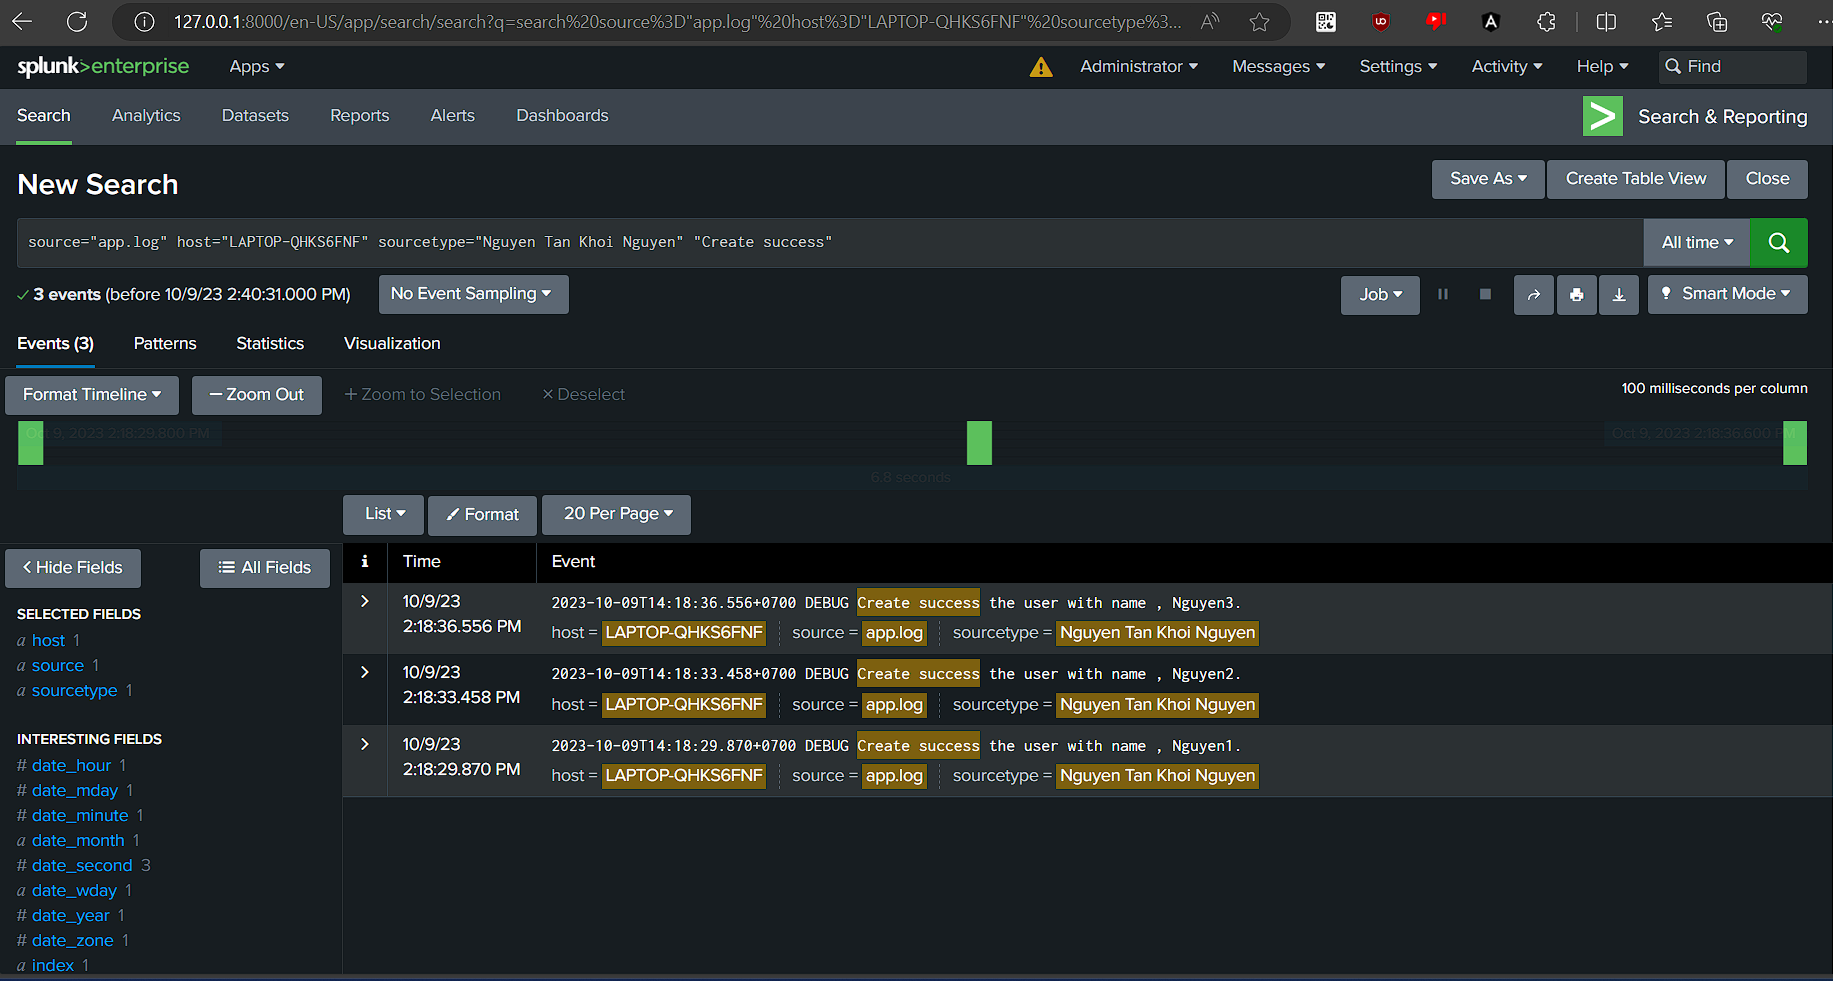 127.0.0.1:8000/en-US/app/search/search?q=search%20source%3D"app.log"%20host%3D"LAPTOP-QHKS6FNF"%20sourcetype%3...
splunk>enterprise Apps Administrator Messages Settings Activity Help Find
Search Analytics Datasets Reports Alerts Dashboards Search & Reporting
New Search Save As Create Table View Close
source="app.log" host="LAPTOP-QHKS6FNF" sourcetype="Nguyen Tan Khoi Nguyen" "Create success" All time
3 events (before 10/9/23 2:40:31.000 PM) No Event Sampling Job Smart Mode
Events (3) Patterns Statistics Visualization
Format Timeline — Zoom Out + Zoom to Selection × Deselect 100 milliseconds per column
Oct 9, 2023 2:18:29.800 PM Oct 9, 2023 2:18:36.600 PM
6.8 seconds
List Format 20 Per Page
Hide Fields All Fields i Time Event
SELECTED FIELDS
a host 1
a source 1
a sourcetype 1
INTERESTING FIELDS
# date_hour 1
# date_mday 1
# date_minute 1
a date_month 1
# date_second 3
a date_wday 1
# date_year 1
# date_zone 1
a index 1
10/9/23 2023-10-09T14:18:36.556+0700 DEBUG Create success the user with name , Nguyen3.
2:18:36.556 PM host = LAPTOP-QHKS6FNF source = app.log sourcetype = Nguyen Tan Khoi Nguyen
10/9/23 2023-10-09T14:18:33.458+0700 DEBUG Create success the user with name , Nguyen2.
2:18:33.458 PM host = LAPTOP-QHKS6FNF source = app.log sourcetype = Nguyen Tan Khoi Nguyen
10/9/23 2023-10-09T14:18:29.870+0700 DEBUG Create success the user with name , Nguyen1.
2:18:29.870 PM host = LAPTOP-QHKS6FNF source = app.log sourcetype = Nguyen Tan Khoi Nguyen